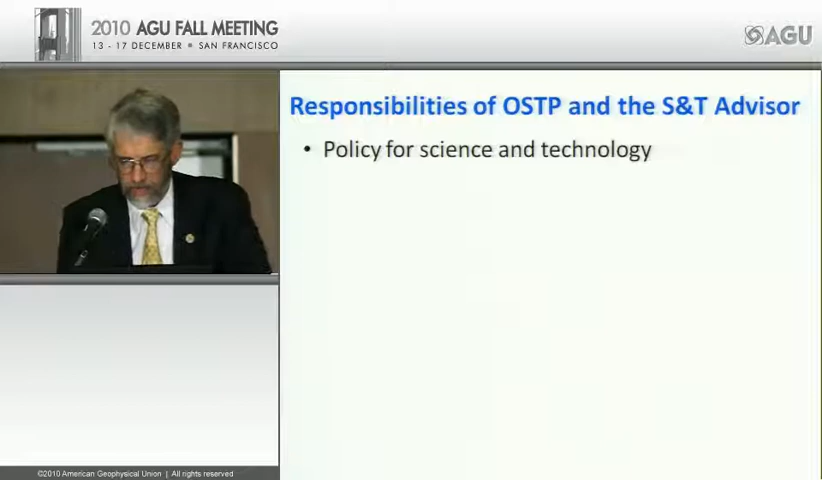 2010 AGU FALL MEETING
13 - 17 DECEMBER ■ SAN FRANCISCO
AGU
Responsibilities of OSTP and the S&T Advisor
• Policy for science and technology
©2010 American Geophysical Union | All rights reserved